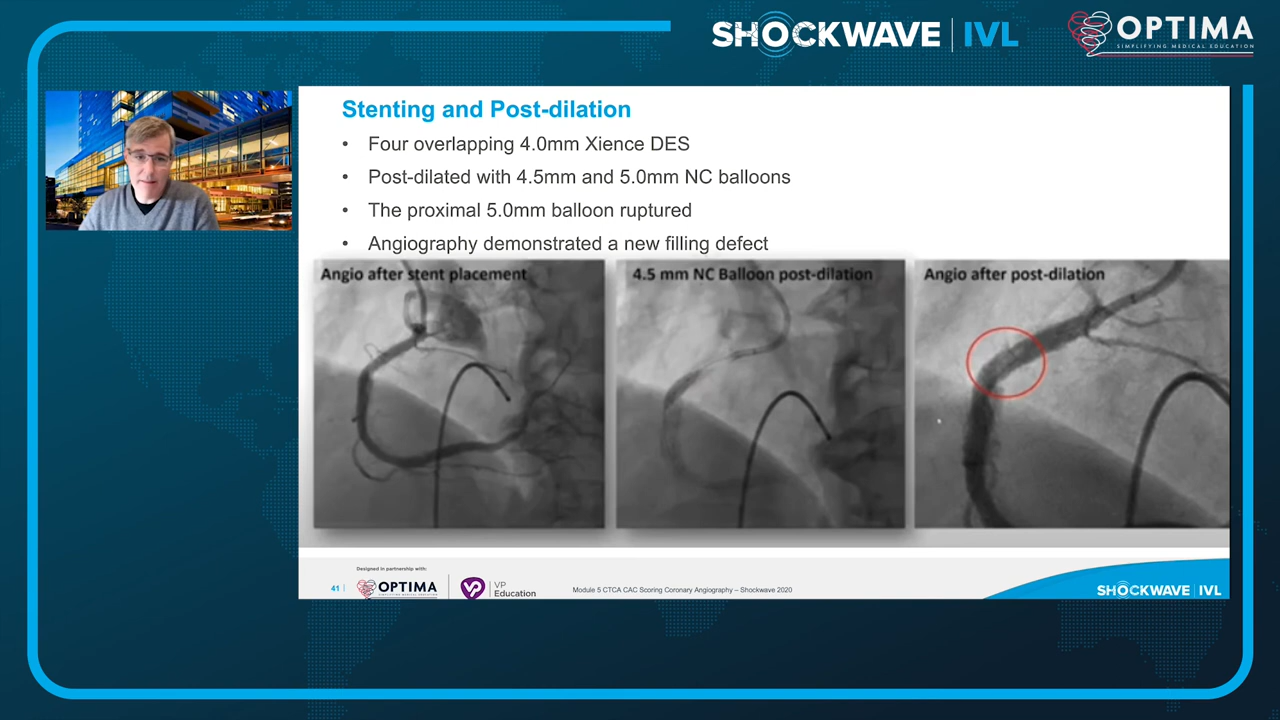 SHOCKWAVE | IVL
OPTIMA
SIMPLIFYING MEDICAL EDUCATION
Stenting and Post-dilation
• Four overlapping 4.0mm Xience DES
• Post-dilated with 4.5mm and 5.0mm NC balloons
• The proximal 5.0mm balloon ruptured
• Angiography demonstrated a new filling defect
Angio after stent placement
4.5 mm NC Balloon post-dilation
Angio after post-dilation
Designed in partnership with:
41 |
OPTIMA
SIMPLIFYING MEDICAL EDUCATION
VP
Education
Module 5 CTCA CAC Scoring Coronary Angiography – Shockwave 2020
SHOCKWAVE | IVL